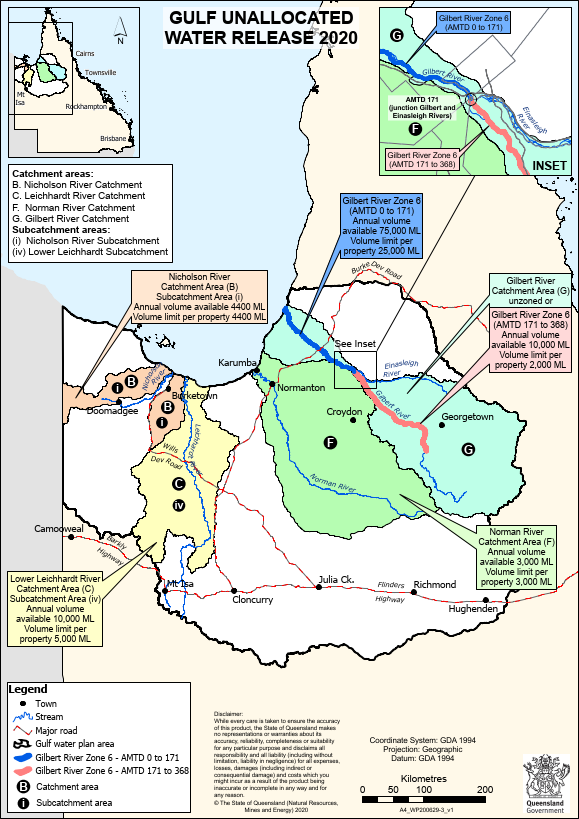 GULF UNALLOCATED
WATER RELEASE 2020
N
Cairns
Townsville
Mt
Isa
Rockhampton
Brisbane
Gilbert River Zone 6
(AMTD 0 to 171)
G
Gilbert River
AMTD 171
(junction Gilbert and
Einasleigh Rivers)
Einasleigh
River
F
Gilbert River Zone 6
(AMTD 171 to 368)
INSET
Catchment areas:
B. Nicholson River Catchment
C. Leichhardt River Catchment
F. Norman River Catchment
G. Gilbert River Catchment
Subcatchment areas:
(i) Nicholson River Subcatchment
(iv) Lower Leichhardt Subcatchment
Gilbert River Zone 6
(AMTD 0 to 171)
Annual volume
available 75,000 ML
Volume limit per
property 25,000 ML
Burke Dev Road
Nicholson River
Catchment Area (B)
Subcatchment Area (i)
Annual volume available 4400 ML
Volume limit per property 4400 ML
Gilbert River
Catchment Area (G)
unzoned or
Gilbert River Zone 6
(AMTD 171 to 368)
Annual volume
available 10,000 ML
Volume limit per
property 2,000 ML
See Inset
Karumba
Einasleigh
River
Nicholson
River
i B
Burketown
Normanton
Doomadgee
B
i
Gilbert River
Croydon
Georgetown
Leichhardt River
F
G
Wills
Dev Road
C
iv
Norman River
Camooweal
Barkly
Highway
Norman River
Catchment Area (F)
Annual volume
available 3,000 ML
Volume limit per
property 3,000 ML
Lower Leichhardt River
Catchment Area (C)
Subcatchment Area (iv)
Annual volume
available 10,000 ML
Volume limit per
property 5,000 ML
Mt Isa
Cloncurry
Julia Ck.
Flinders
Highway
Richmond
Hughenden
Legend
Town
Stream
Major road
Gulf water plan area
Gilbert River Zone 6 - AMTD 0 to 171
Gilbert River Zone 6 - AMTD 171 to 368
B Catchment area
i Subcatchment area
Disclaimer:
While every care is taken to ensure the accuracy
of this product, the State of Queensland makes
no representations or warranties about its
accuracy, reliability, completeness or suitability
for any particular purpose and disclaims all
responsibility and all liability (including without
limitation, liability in negligence) for all expenses,
losses, damages (including indirect or
consequential damage) and costs which you
might incur as a result of the product being
inaccurate or incomplete in any way and for
any reason.
© The State of Queensland (Natural Resources,
Mines and Energy) 2020
Coordinate System: GDA 1994
Projection: Geographic
Datum: GDA 1994
Kilometres
0 50 100 200
A4_WP200629-3_v1
Queensland
Government